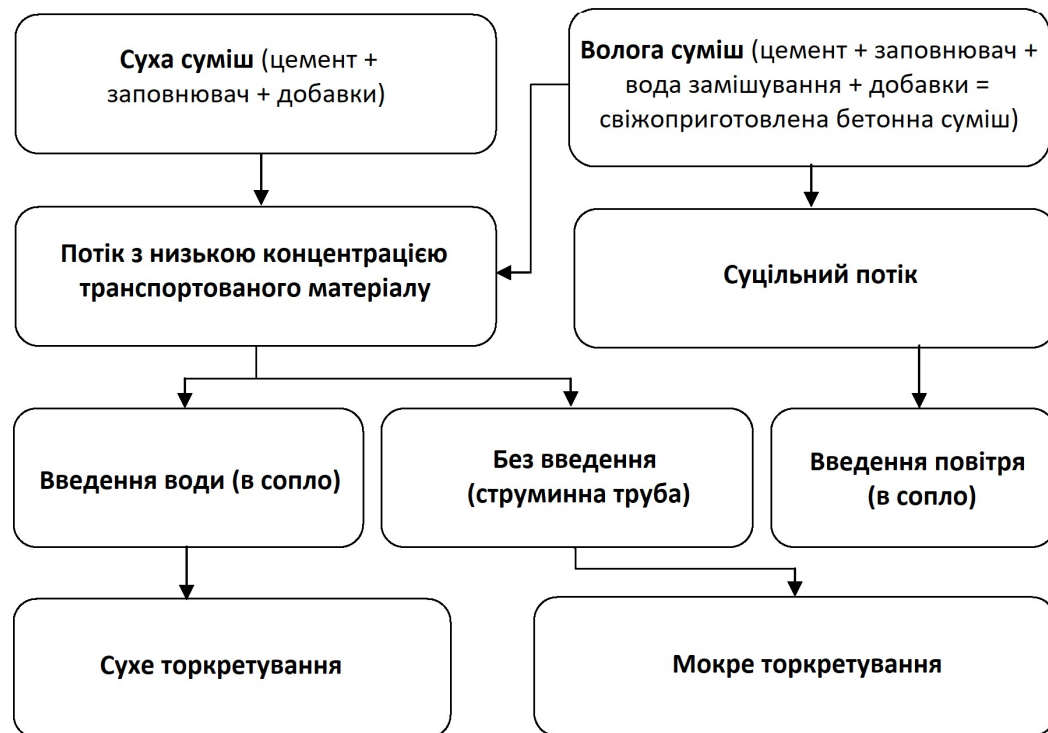 Суха суміш (цемент +
заповнювач + добавки)
Волога суміш (цемент + заповнювач +
вода замішування + добавки =
свіжоприготовлена бетонна суміш)
Потік з низькою концентрацією
транспортованого матеріалу
Суцільний потік
Введення води (в сопло)
Без введення
(струминна труба)
Введення повітря
(в сопло)
Сухе торкретування
Мокре торкретування